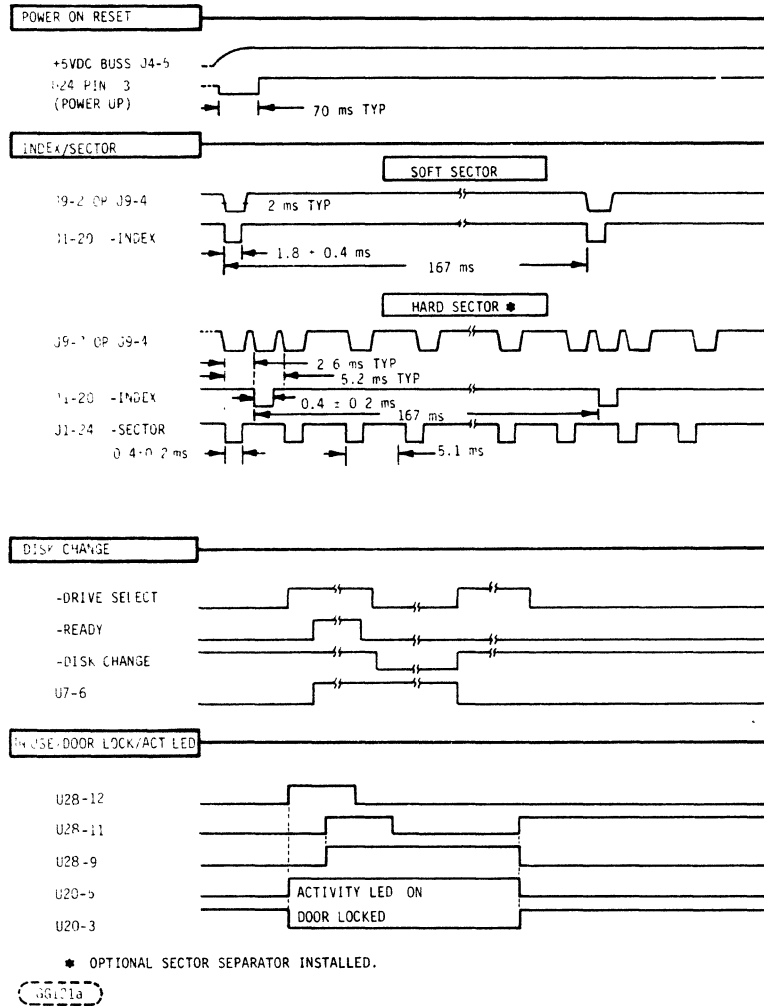 POWER ON RESET
+5VDC BUSS J4-5
PIN 3
(POWER UP)
70 ms TYP
INDEX/SECTOR
SOFT SECTOR
J9-2 OR J9-4
2 ms TYP
J1-20 -INDEX
1.8 ± 0.4 ms
167 ms
HARD SECTOR *
J9-2 OR J9-4
2 6 ms TYP
5.2 ms TYP
J1-20 -INDEX
0.4 ± 0 2 ms
167 ms
J1-24 -SECTOR
0 4±0 2 ms
5.1 ms
DISK CHANGE
-DRIVE SELECT
-READY
-DISK CHANGE
U7-6
IN USE/DOOR LOCK/ACT LED
U28-12
U28-11
U28-9
U20-5
ACTIVITY LED ON
DOOR LOCKED
U20-3
* OPTIONAL SECTOR SEPARATOR INSTALLED.